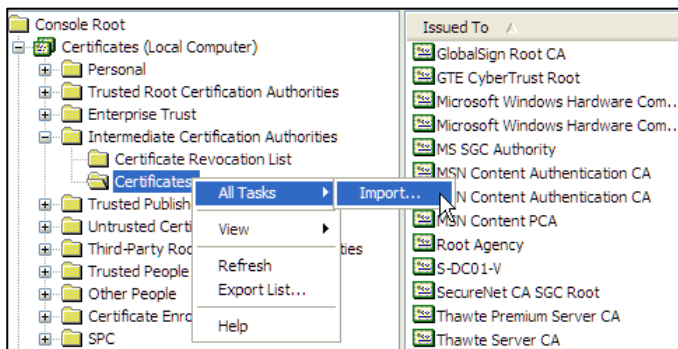 Console Root
Certificates (Local Computer)
Personal
Trusted Root Certification Authorities
Enterprise Trust
Intermediate Certification Authorities
Certificate Revocation List
Certificates
Trusted Publish
Untrusted Certi
Third-Party Roo
ties
Trusted People
Other People
Certificate Enro
SPC
All Tasks
View
Refresh
Export List...
Help
Import...
Issued To
GlobalSign Root CA
GTE CyberTrust Root
Microsoft Windows Hardware Com...
Microsoft Windows Hardware Com...
MS SGC Authority
MSN Content Authentication CA
N Content Authentication CA
MSN Content PCA
Root Agency
S-DC01-V
SecureNet CA SGC Root
Thawte Premium Server CA
Thawte Server CA